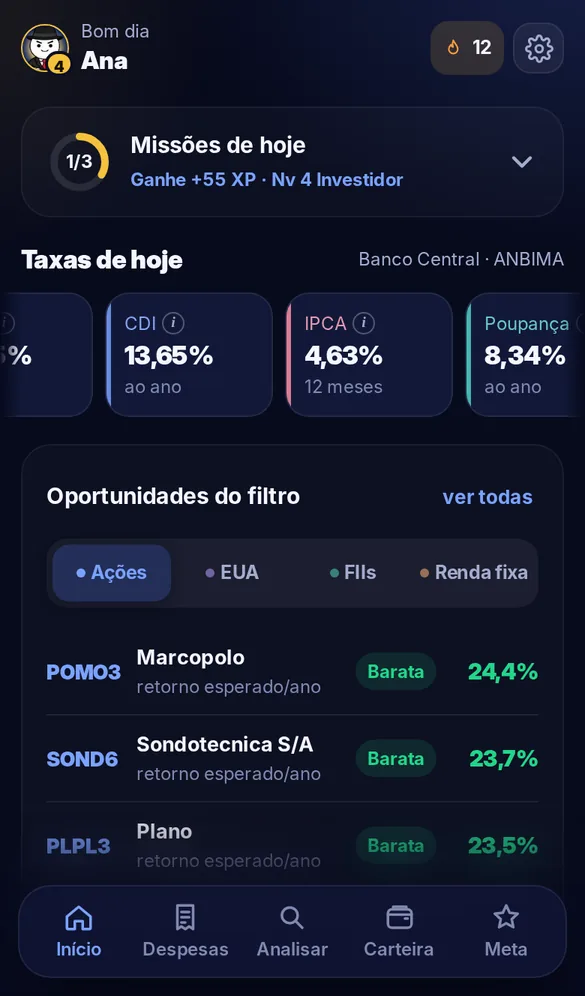 Bom dia
Ana
4
12
1/3
Missões de hoje
Ganhe +55 XP · Nv 4 Investidor
Taxas de hoje
Banco Central · ANBIMA
CDI i
13,65%
ao ano
IPCA i
4,63%
12 meses
Poupança
8,34%
ao ano
Oportunidades do filtro
ver todas
Ações
EUA
FIIs
Renda fixa
POMO3
Marcopolo
retorno esperado/ano
Barata
24,4%
SOND6
Sondotecnica S/A
retorno esperado/ano
Barata
23,7%
PLPL3
Plano
retorno esperado/ano
Barata
23,5%
Início
Despesas
Analisar
Carteira
Meta